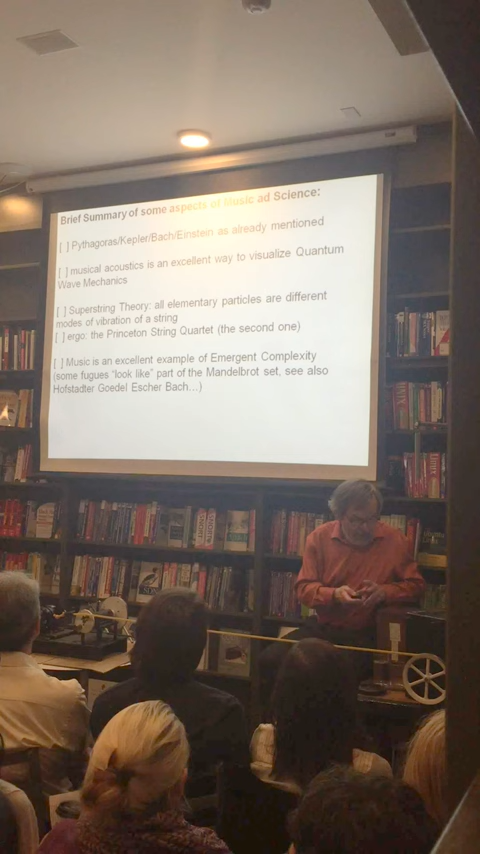 Brief Summary of some aspects of Music ad Science:
[ ] Pythagoras/Kepler/Bach/Einstein as already mentioned
[ ] musical acoustics is an excellent way to visualize Quantum
Wave Mechanics
[ ] Superstring Theory: all elementary particles are different
modes of vibration of a string
[ ] ergo: the Princeton String Quartet (the second one)
[ ] Music is an excellent example of Emergent Complexity
(some fugues "look like" part of the Mandelbrot set, see also
Hofstadter Goedel Escher Bach...)